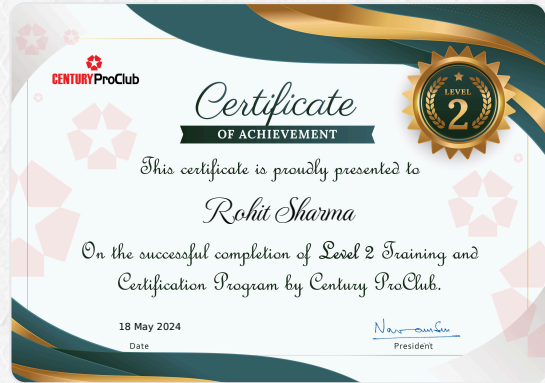 CENTURY ProClub
Certificate
OF ACHIEVEMENT
LEVEL
2
This certificate is proudly presented to
Rohit Sharma
On the successful completion of Level 2 Training and
Certification Program by Century ProClub.
18 May 2024
Date
President